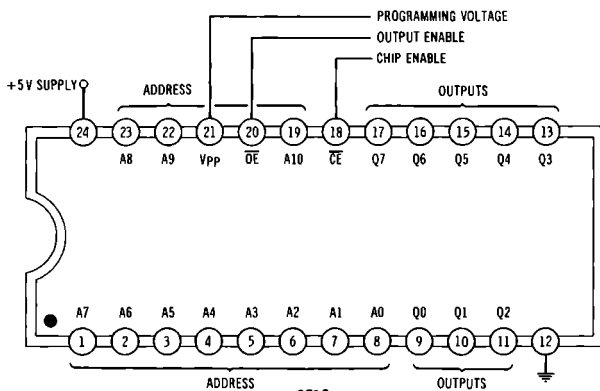 PROGRAMMING VOLTAGE
OUTPUT ENABLE
CHIP ENABLE
+5V SUPPLY
ADDRESS
OUTPUTS
24 23 22 21 20 19 18 17 16 15 14 13
A8 A9 VPP OE A10 CE Q7 Q6 Q5 Q4 Q3
A7 A6 A5 A4 A3 A2 A1 A0 Q0 Q1 Q2
1 2 3 4 5 6 7 8 9 10 11 12
ADDRESS
OUTPUTS